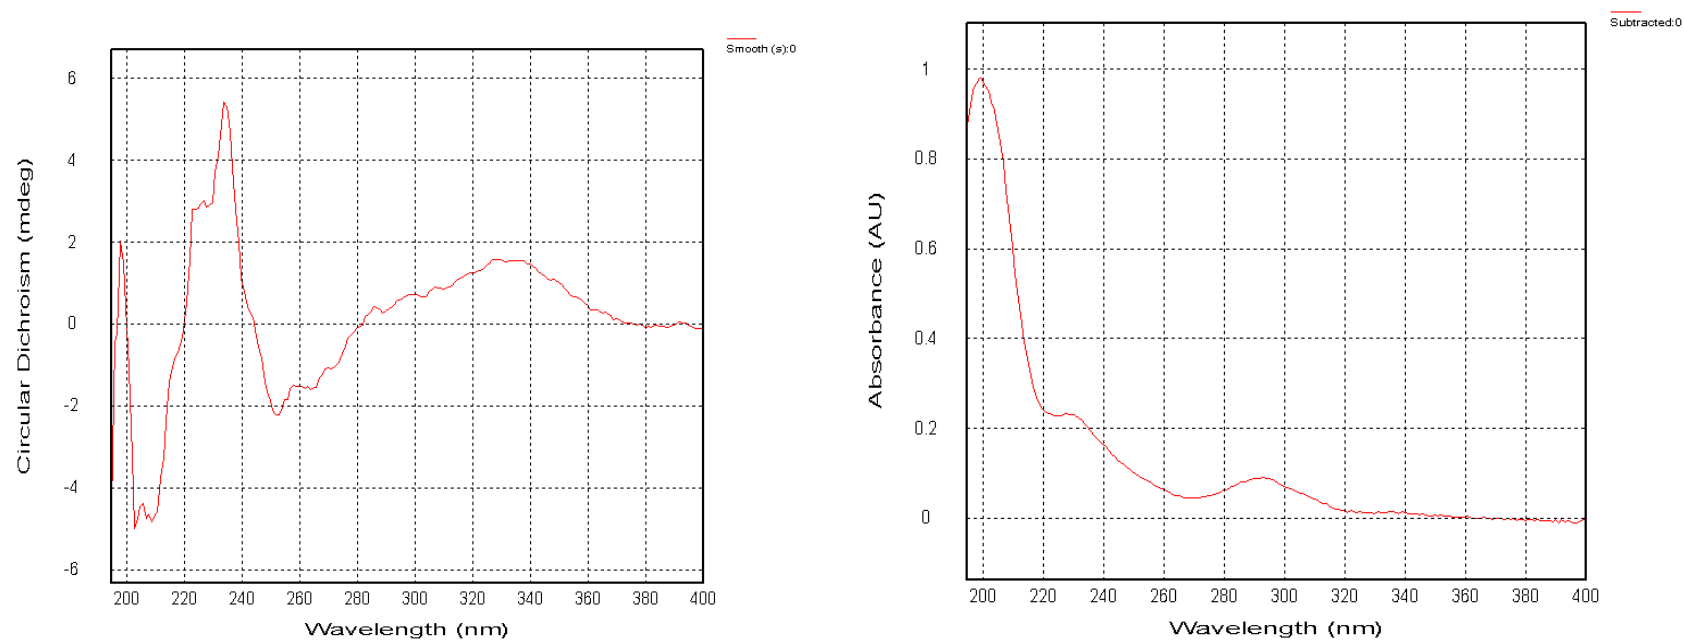 Smooth (s):0
Circular Dichroism (mdeg)
6
4
2
0
-2
-4
-6
200 220 240 260 280 300 320 340 360 380 400
Wavelength (nm)
Subtracted:0
Absorbance (AU)
1
0.8
0.6
0.4
0.2
0
200 220 240 260 280 300 320 340 360 380 400
Wavelength (nm)